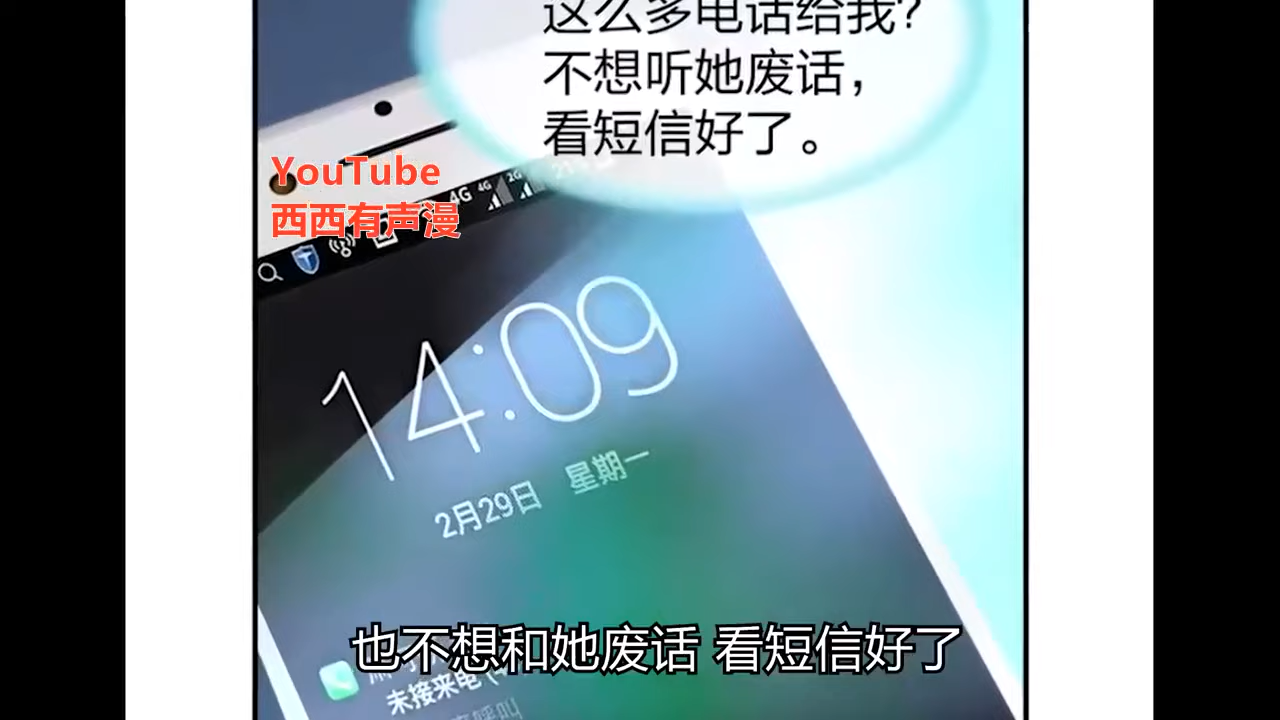 这么多电话给我?
不想听她废话，
看短信好了。
YouTube
西西有声漫
4G 4G 2G
14:09
2月29日 星期一
也不想和她废话 看短信好了
未接来电